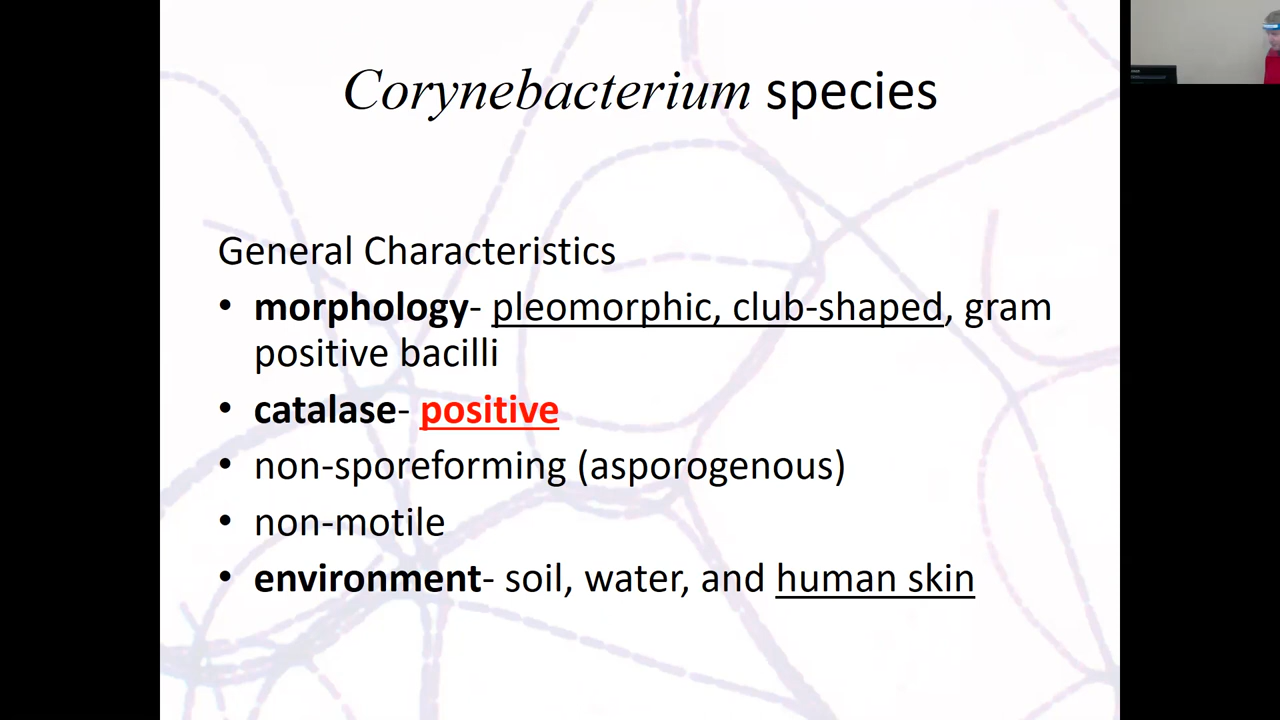 Corynebacterium species
General Characteristics
• morphology- pleomorphic, club-shaped, gram
positive bacilli
• catalase- positive
• non-sporeforming (asporogenous)
• non-motile
• environment- soil, water, and human skin